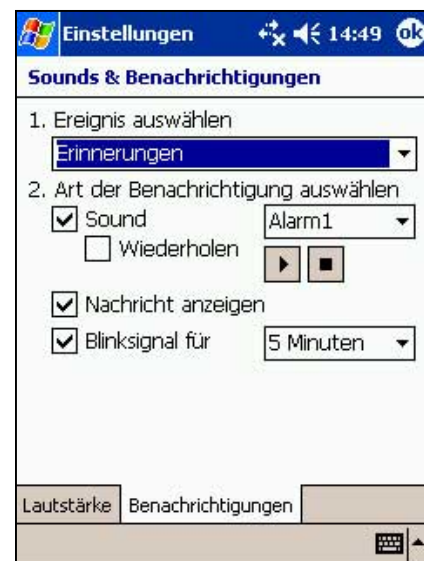 Einstellungen 14:49 ok
Sounds & Benachrichtigungen
1. Ereignis auswählen
Erinnerungen
2. Art der Benachrichtigung auswählen
Sound Alarm1
Wiederholen
Nachricht anzeigen
Blinksignal für 5 Minuten
Lautstärke Benachrichtigungen